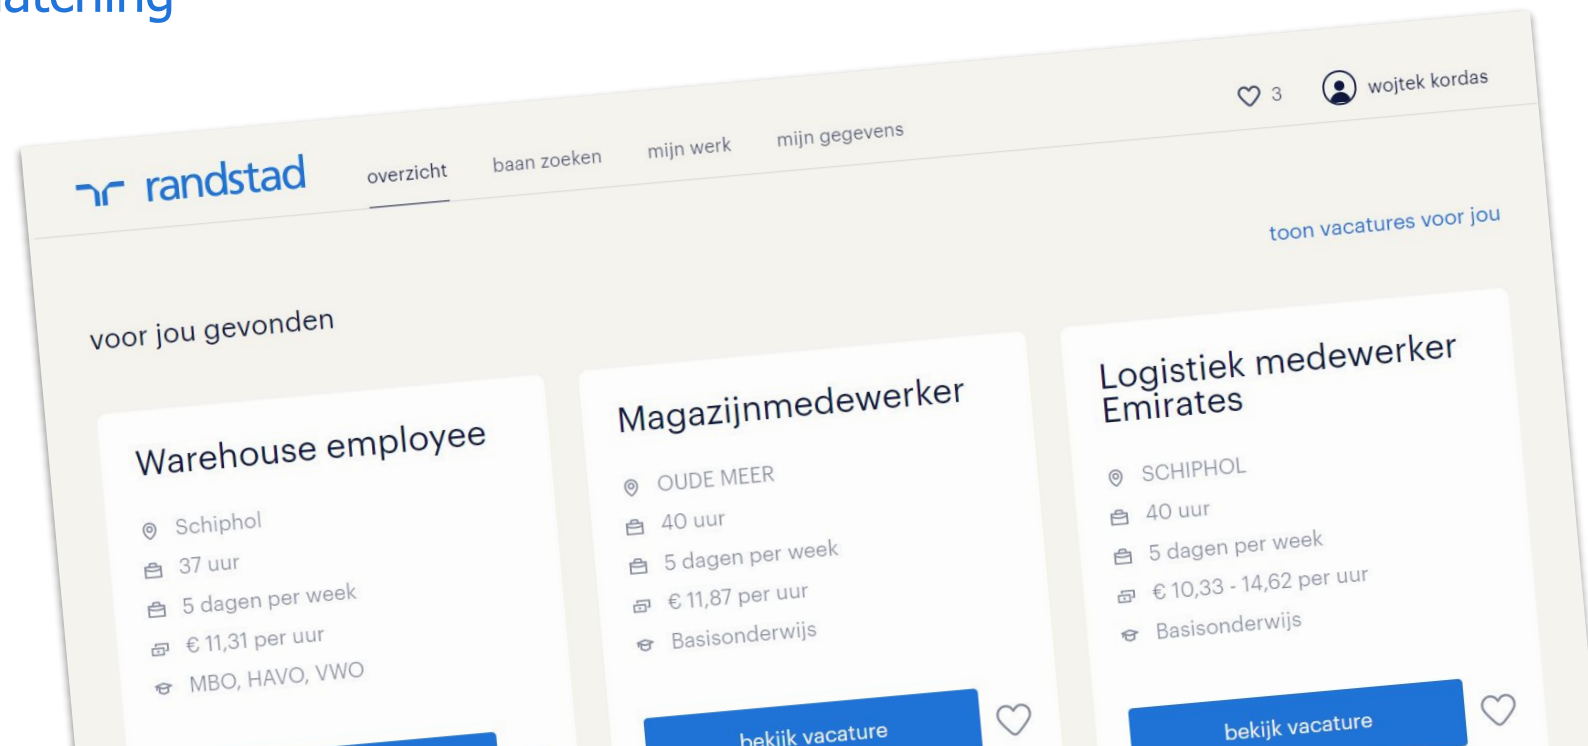 randstad
overzicht
baan zoeken
mijn werk
mijn gegevens
3
wojtek kordas
toon vacatures voor jou
voor jou gevonden
Warehouse employee
Schiphol
37 uur
5 dagen per week
€ 11,31 per uur
MBO, HAVO, VWO
Magazijnmedewerker
OUDE MEER
40 uur
5 dagen per week
€ 11,87 per uur
Basisonderwijs
bekijk vacature
Logistiek medewerker
Emirates
SCHIPHOL
40 uur
5 dagen per week
€ 10,33 - 14,62 per uur
Basisonderwijs
bekijk vacature